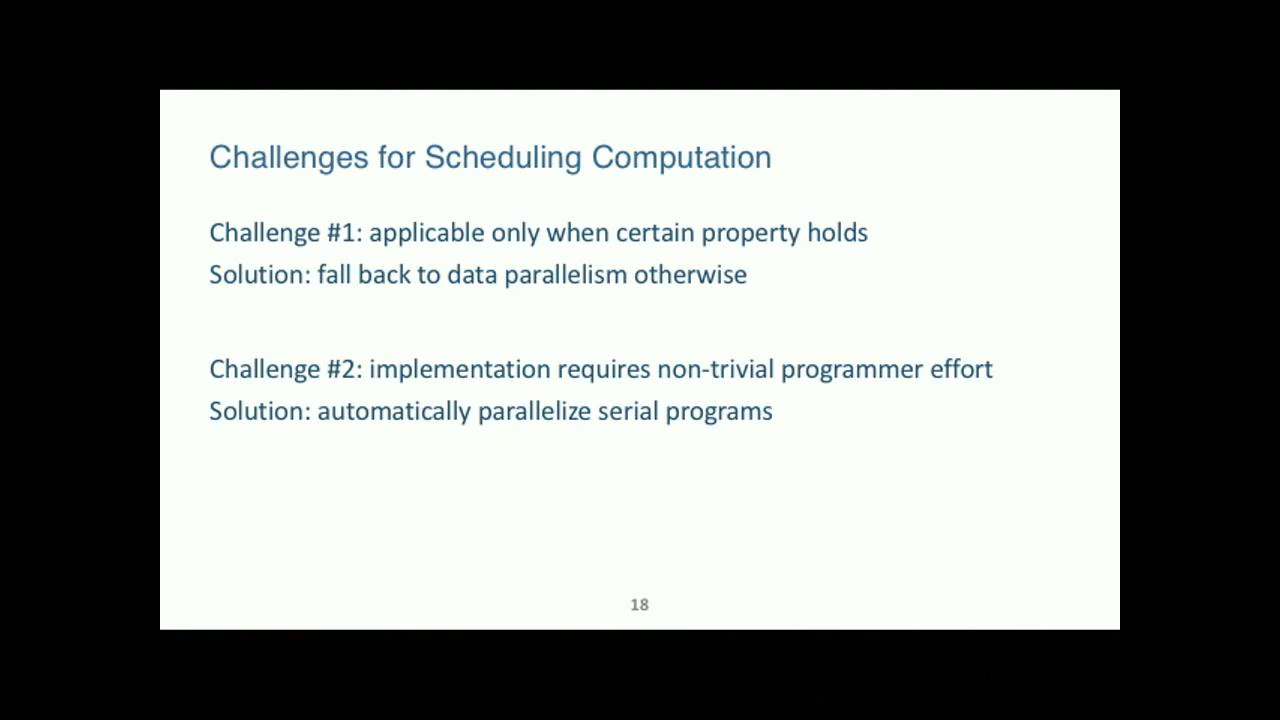 Challenges for Scheduling Computation
Challenge #1: applicable only when certain property holds
Solution: fall back to data parallelism otherwise
Challenge #2: implementation requires non-trivial programmer effort
Solution: automatically parallelize serial programs
18